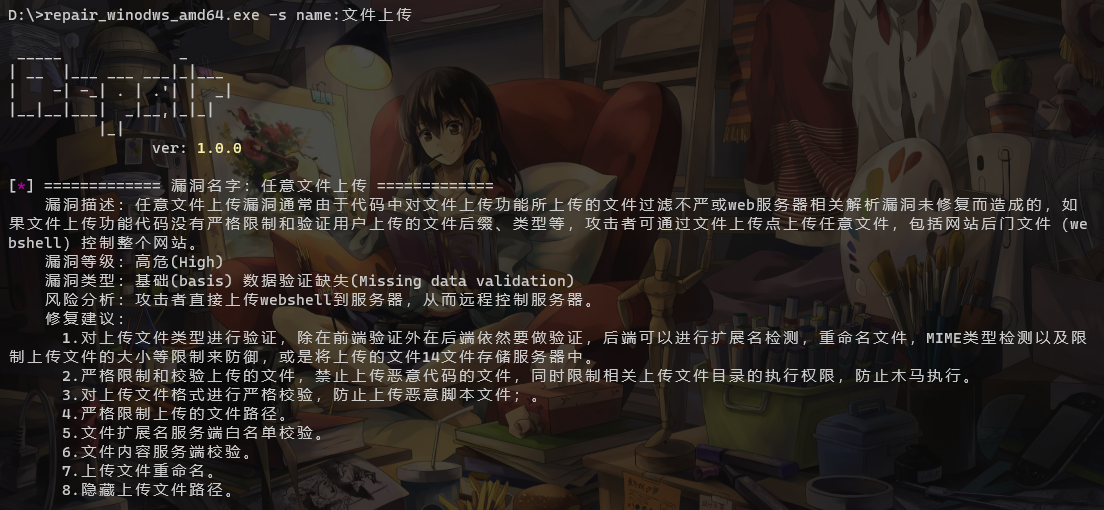 D:\>repair_winodws_amd64.exe -s name:文件上传
 _____             _
| __  |___ ___ ___|_|___
|    -| -_| . | .'| |  _|
|__|__|___|  _|__,|_|_|
          |_|
ver: 1.0.0
[*] ============= 漏洞名字: 任意文件上传 =============
漏洞描述: 任意文件上传漏洞通常由于代码中对文件上传功能所上传的文件过滤不严或web服务器相关解析漏洞未修复而造成的，如
果文件上传功能代码没有严格限制和验证用户上传的文件后缀、类型等，攻击者可通过文件上传点上传任意文件，包括网站后门文件（we
bshell）控制整个网站。
漏洞等级: 高危(High)
漏洞类型: 基础(basis) 数据验证缺失(Missing data validation)
风险分析: 攻击者直接上传webshell到服务器，从而远程控制服务器。
修复建议:
1.对上传文件类型进行验证，除在前端验证外在后端依然要做验证，后端可以进行扩展名检测，重命名文件，MIME类型检测以及限
制上传文件的大小等限制来防御，或是将上传的文件14文件存储服务器中。
2.严格限制和校验上传的文件，禁止上传恶意代码的文件，同时限制相关上传文件目录的执行权限，防止木马执行。
3.对上传文件格式进行严格校验，防止上传恶意脚本文件；。
4.严格限制上传的文件路径。
5.文件扩展名服务端白名单校验。
6.文件内容服务端校验。
7.上传文件重命名。
8.隐藏上传文件路径。